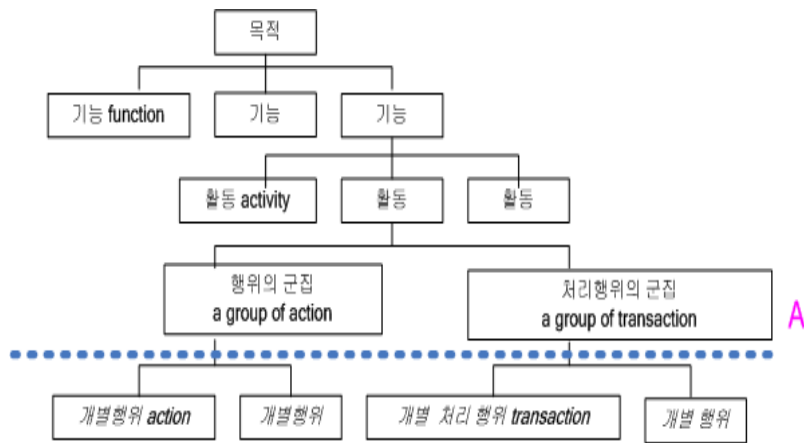 목적
기능 function
기능
기능
활동 activity
활동
활동
행위의 군집
a group of action
처리행위의 군집
a group of transaction
A
개별행위 action
개별행위
개별 처리 행위 transaction
개별 행위